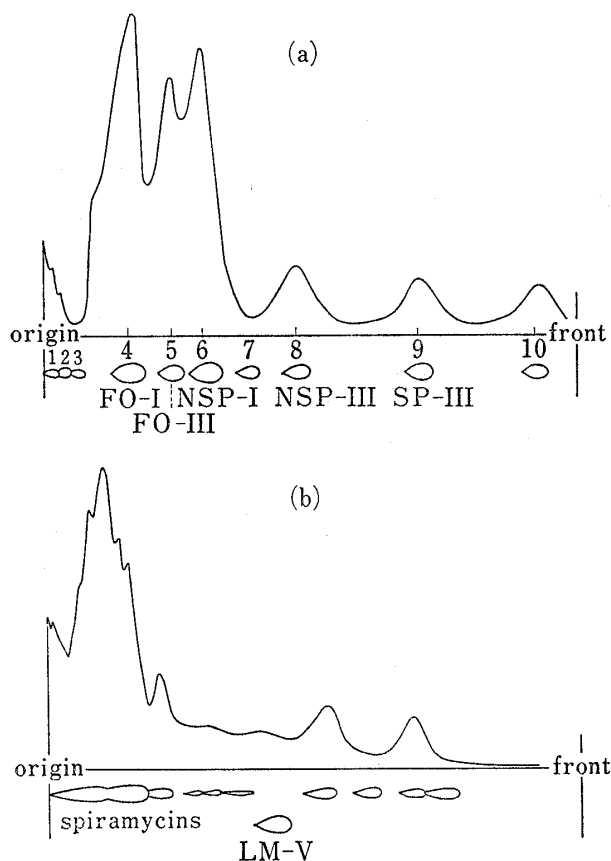 (a)
origin front
1 2 3 4 5 6 7 8 9 10
FO-I NSP-I NSP-III SP-III
FO-III
(b)
origin front
spiramycins
LM-V